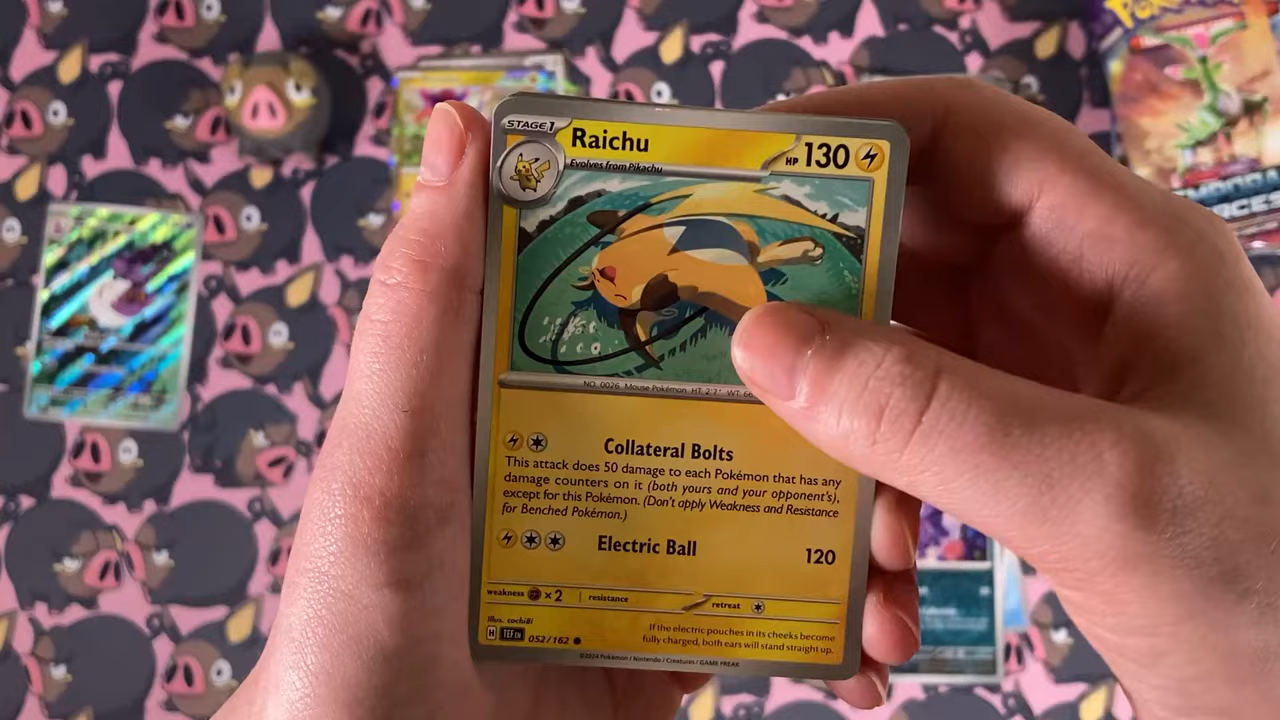 STAGE1
Raichu
HP 130
Evolves from Pikachu
NO. 0026 Mouse Pokémon HT: 2'7" WT: 66
Collateral Bolts
This attack does 50 damage to each Pokémon that has any
damage counters on it (both yours and your opponent's),
except for this Pokémon. (Don't apply Weakness and Resistance
for Benched Pokémon.)
Electric Ball 120
weakness ×2 resistance retreat
Illus. cochi8i
If the electric pouches in its cheeks become
fully charged, both ears will stand straight up.
H TEF EN 052/162
©2024 Pokémon / Nintendo / Creatures / GAME FREAK